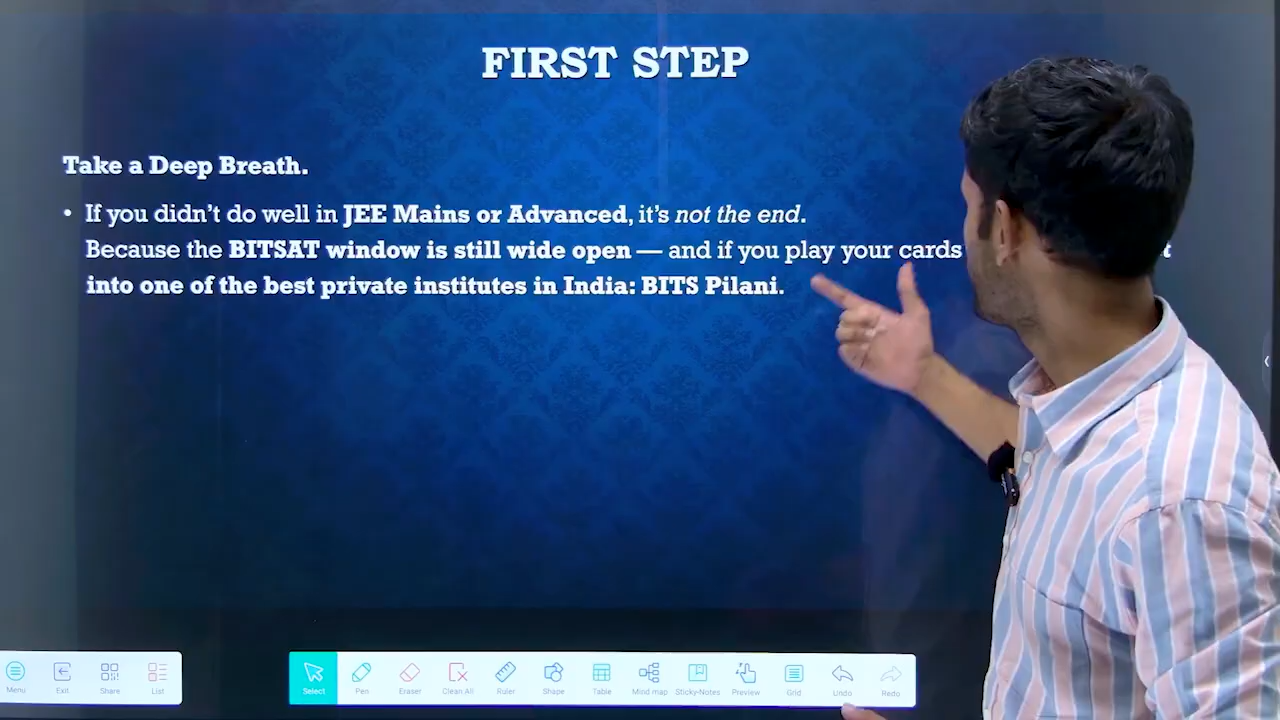 FIRST STEP
Take a Deep Breath.
• If you didn't do well in JEE Mains or Advanced, it's not the end.
Because the BITSAT window is still wide open — and if you play your cards
into one of the best private institutes in India: BITS Pilani.
Menu Exit Share List Select Pen Eraser Clean All Ruler Shape Table Mind map Sticky-Notes Preview Grid Undo Redo